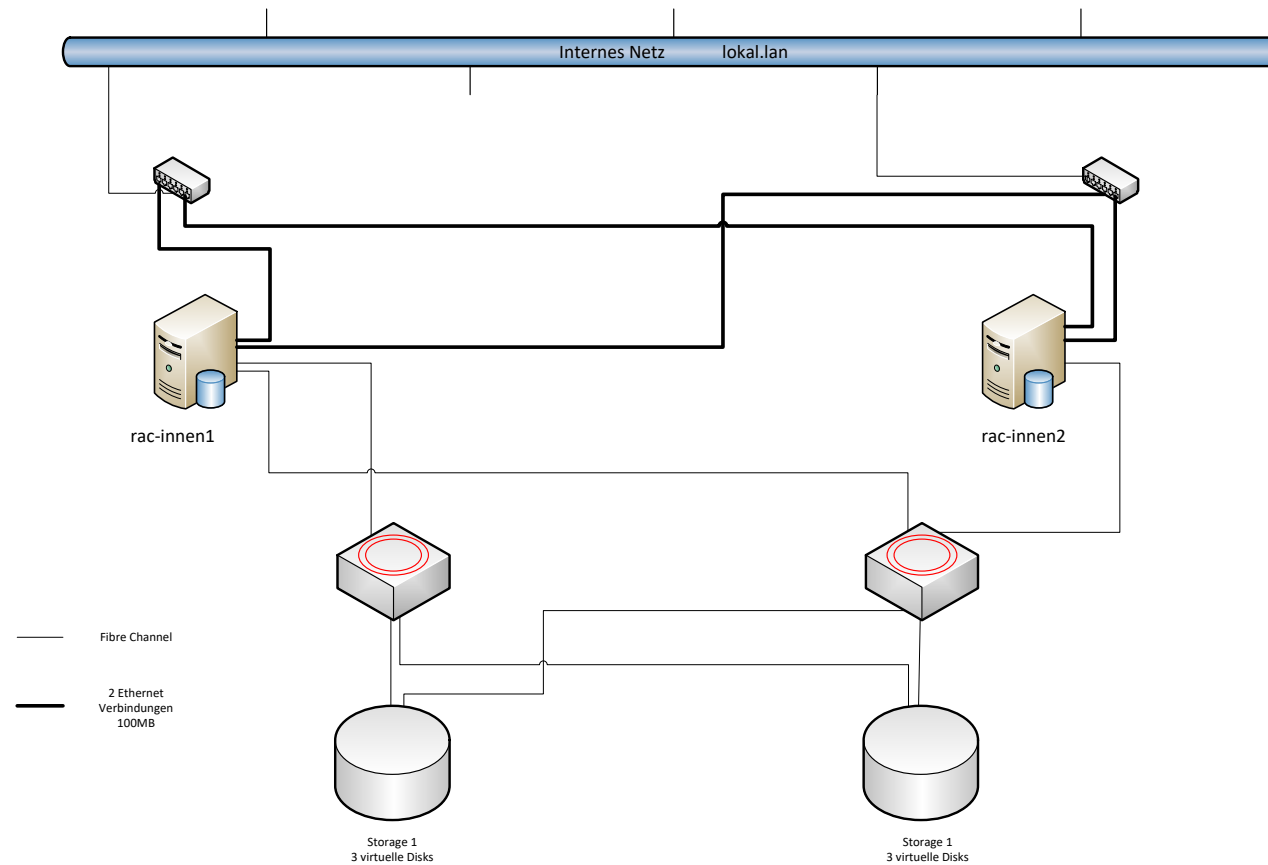 Internes Netz lokal.lan
rac-innen1
rac-innen2
Fibre Channel
2 Ethernet
Verbindungen
100MB
Storage 1
3 virtuelle Disks
Storage 1
3 virtuelle Disks